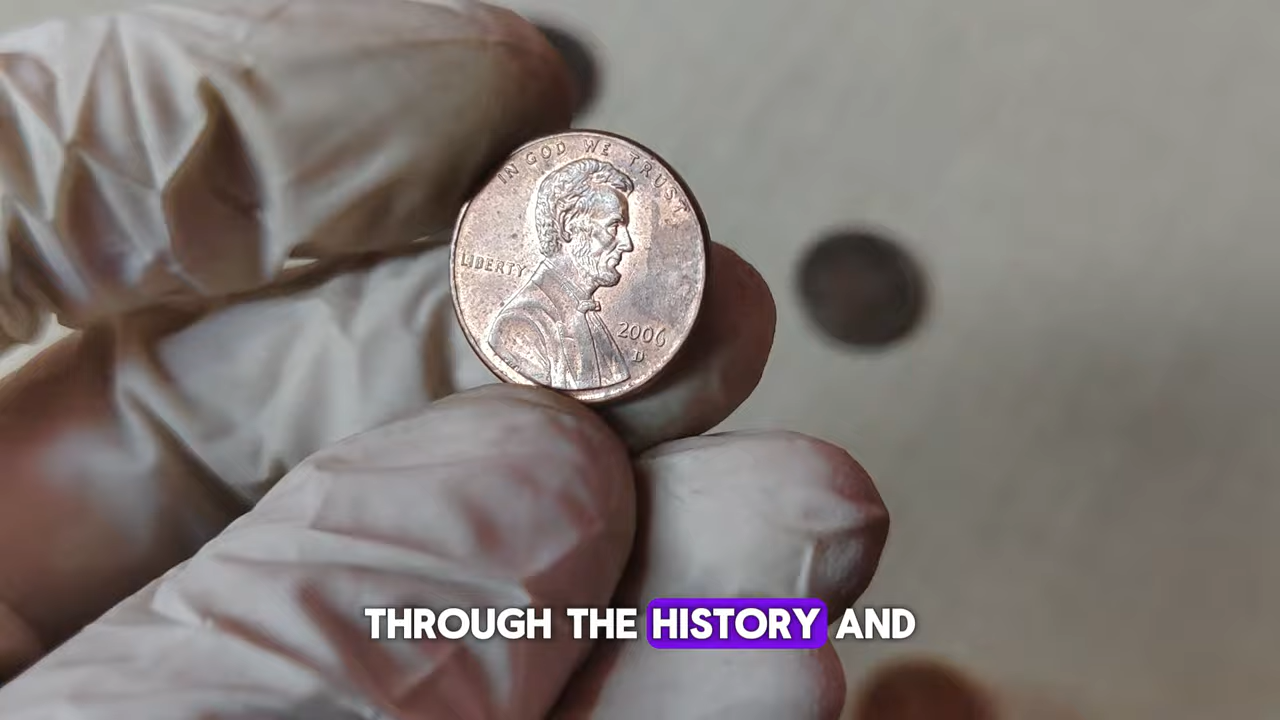 IN GOD WE TRUST
LIBERTY
2006
D
THROUGH THE HISTORY AND